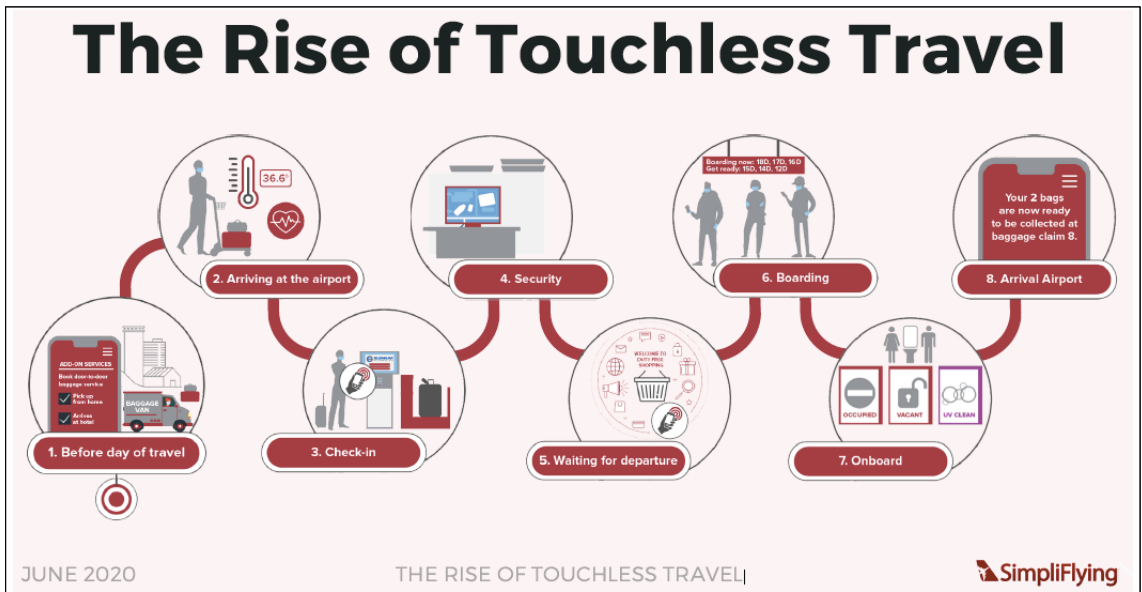 The Rise of Touchless Travel
ADD-ON SERVICES
Book door-to-door
baggage service
Pick up
from home
Arrives
at hotel
BAGGAGE
VAN
1. Before day of travel
36.6°
2. Arriving at the airport
3. Check-in
4. Security
WELCOME TO
DUTY FREE
SHOPPING
5. Waiting for departure
Boarding now: 18D, 17D, 16D
Get ready: 15D, 14D, 12D
6. Boarding
OCCUPIED
VACANT
UV CLEAN
7. Onboard
Your 2 bags
are now ready
to be collected at
baggage claim 8.
8. Arrival Airport
JUNE 2020
THE RISE OF TOUCHLESS TRAVEL
SimpliFlying